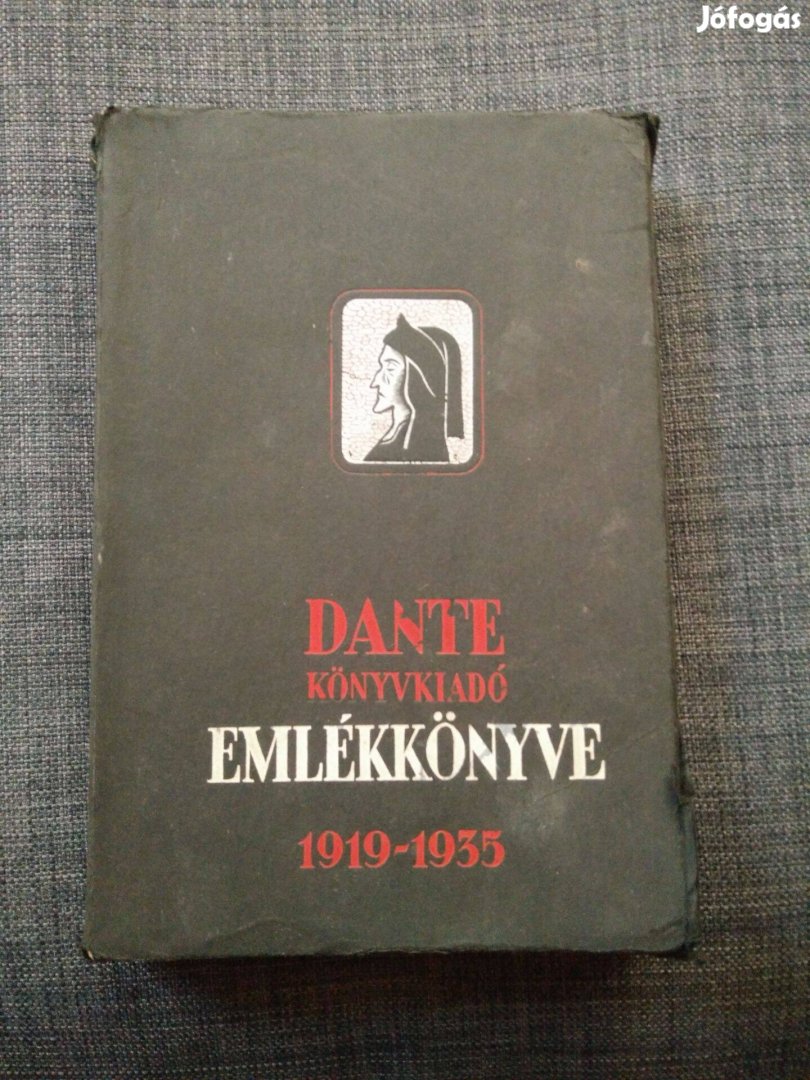 Jófogás
DANTE
KÖNYVKIADÓ
EMLÉKKÖNYVE
1919-1935